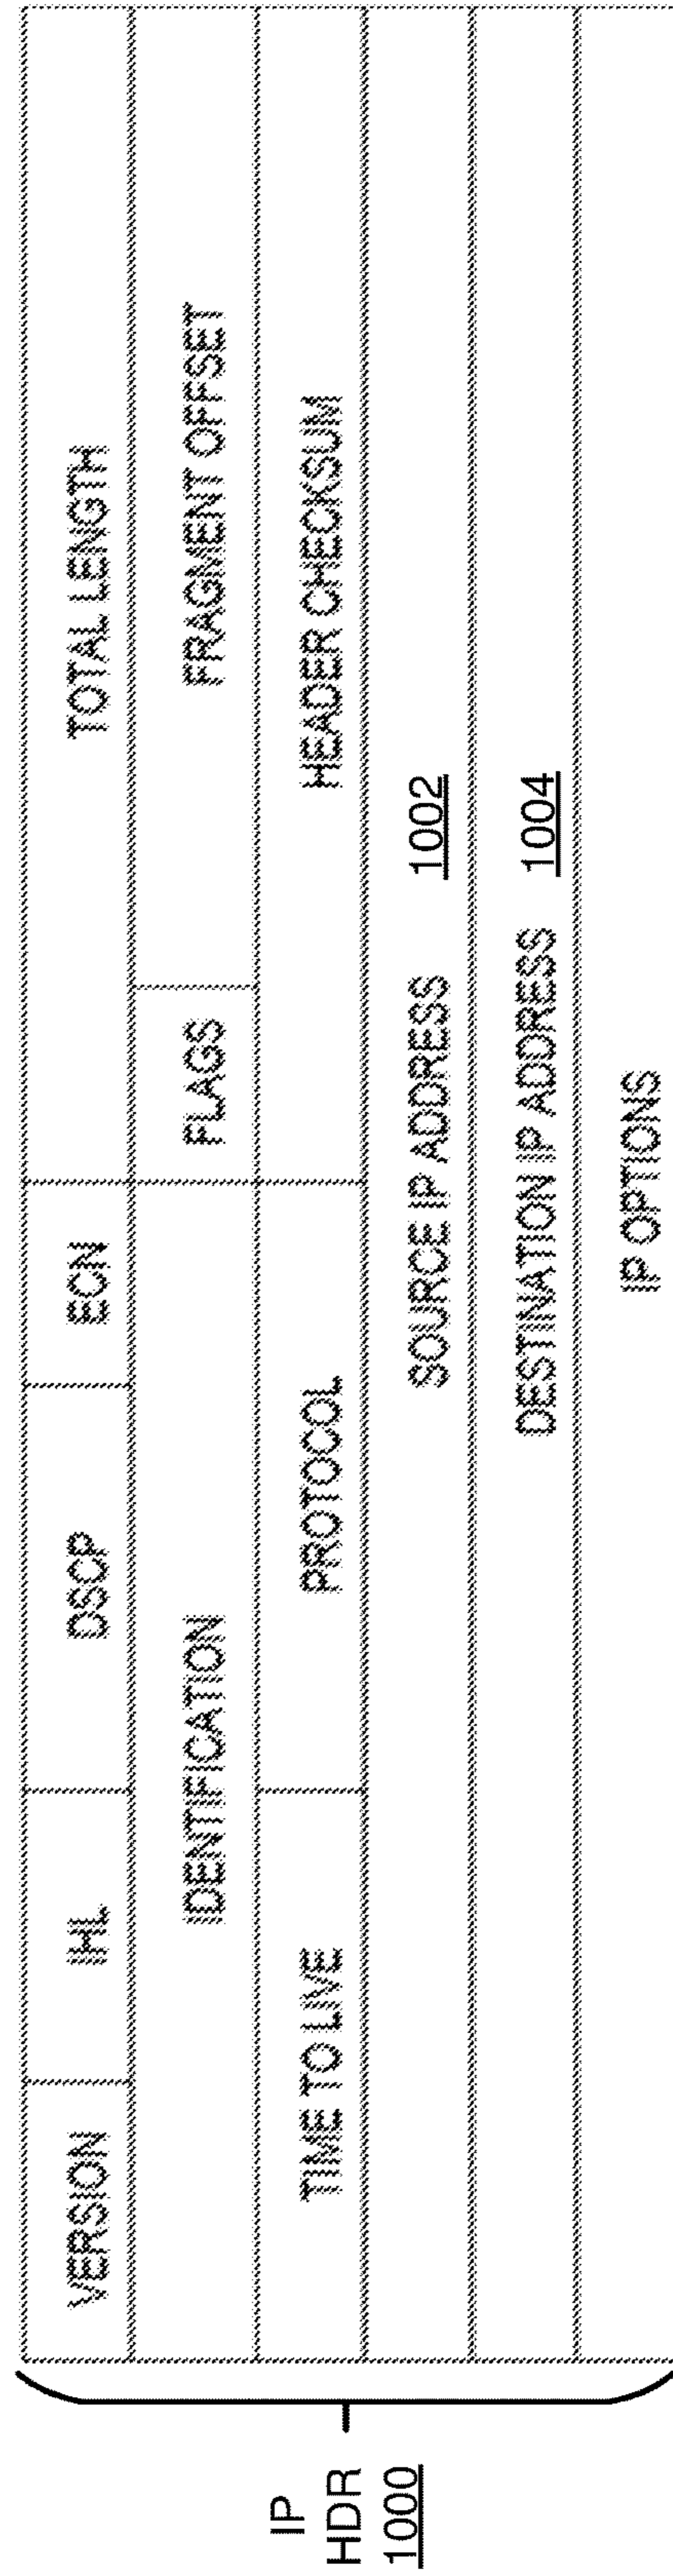 IP
HDR
1000
VERSION IHL DSCP ECN TOTAL LENGTH
IDENTIFICATION FLAGS FRAGMENT OFFSET
TIME TO LIVE PROTOCOL HEADER CHECKSUM
SOURCE IP ADDRESS 1002
DESTINATION IP ADDRESS 1004
IP OPTIONS